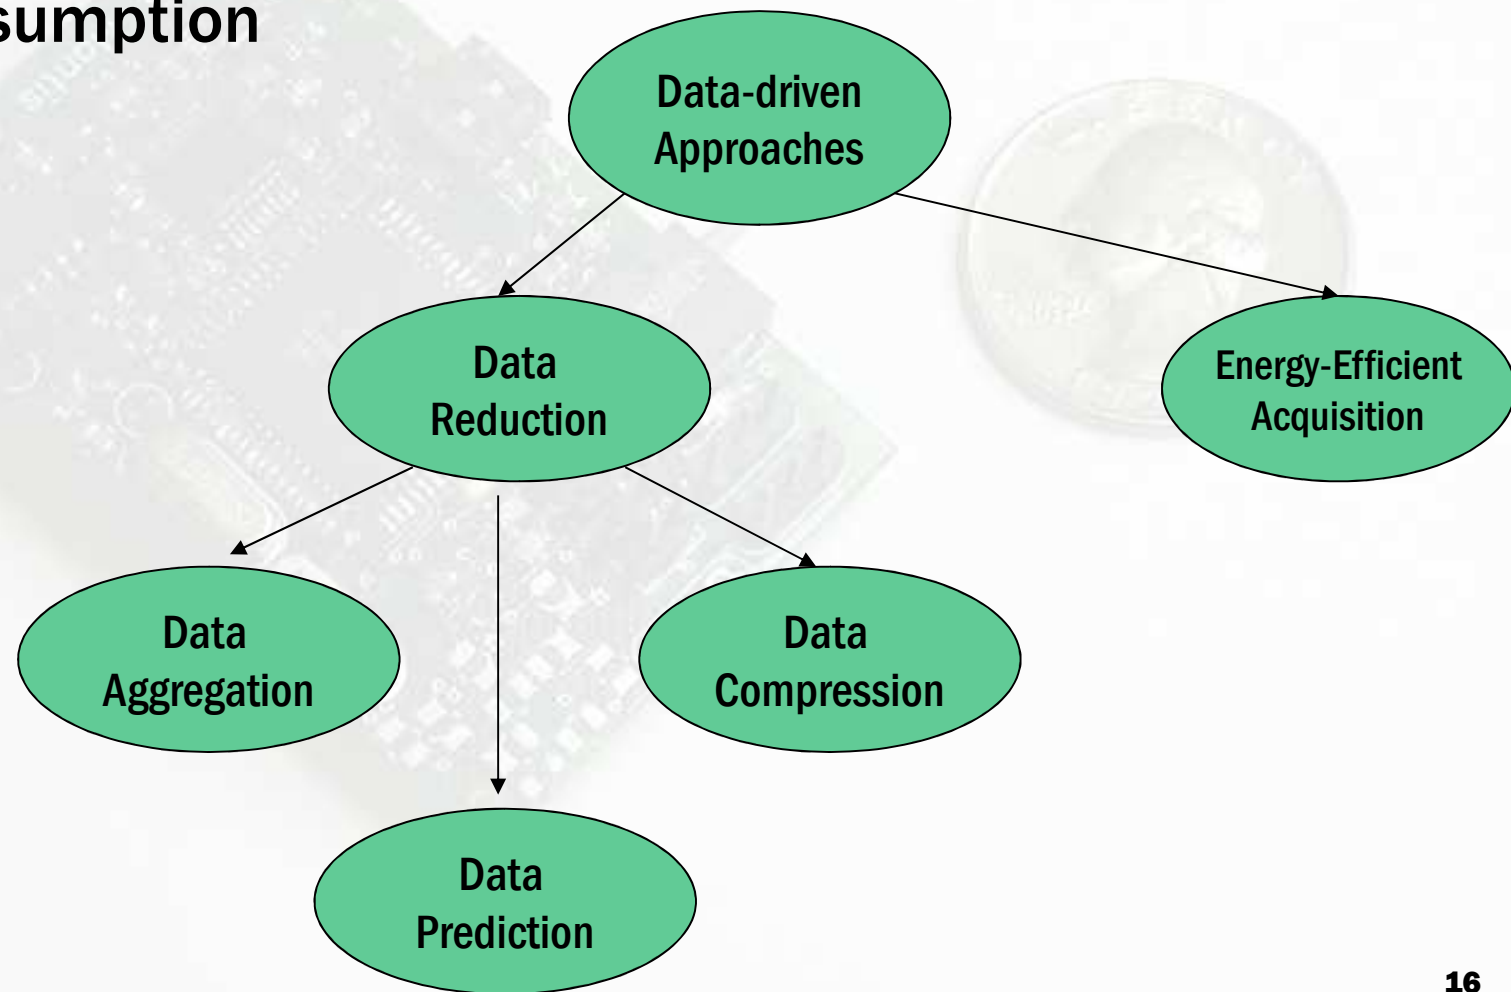 sumption
Data-driven
Approaches
Data
Reduction
Energy-Efficient
Acquisition
Data
Aggregation
Data
Compression
Data
Prediction
16